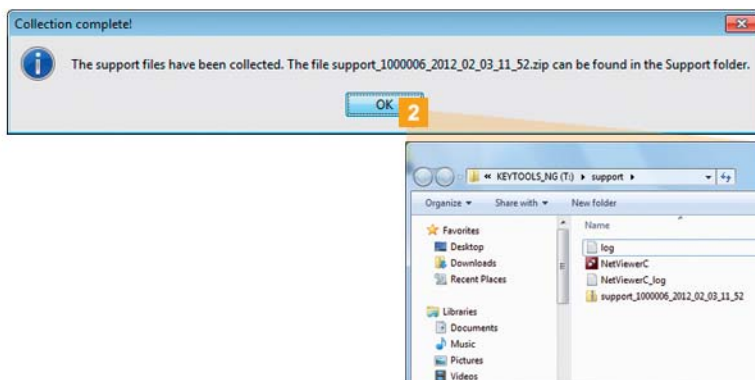 Collection complete!
The support files have been collected. The file support_1000006_2012_02_03_11_52.zip can be found in the Support folder.
OK
2
« KEYTOOLS_NG (T:) ▸ support ▸
Organize ▾ Share with ▾ New folder
Favorites
Desktop
Downloads
Recent Places
Libraries
Documents
Music
Pictures
Videos
Name
log
NetViewerC
NetViewerC_log
support_1000006_2012_02_03_11_52